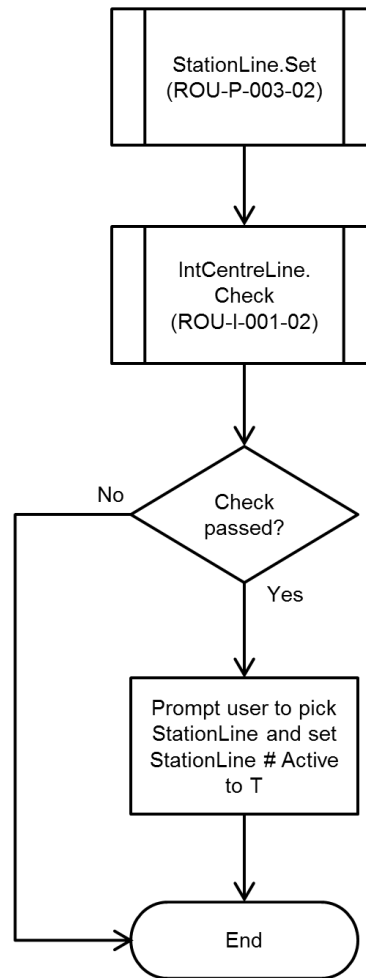 StationLine.Set
(ROU-P-003-02)
IntCentreLine.
Check
(ROU-I-001-02)
Check
passed?
No
Yes
Prompt user to pick
StationLine and set
StationLine # Active
to T
End